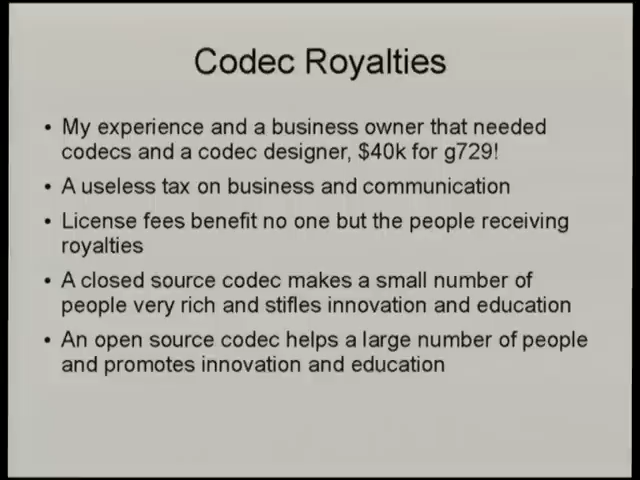 Codec Royalties
• My experience and a business owner that needed
codecs and a codec designer, $40k for g729!
• A useless tax on business and communication
• License fees benefit no one but the people receiving
royalties
• A closed source codec makes a small number of
people very rich and stifles innovation and education
• An open source codec helps a large number of people
and promotes innovation and education